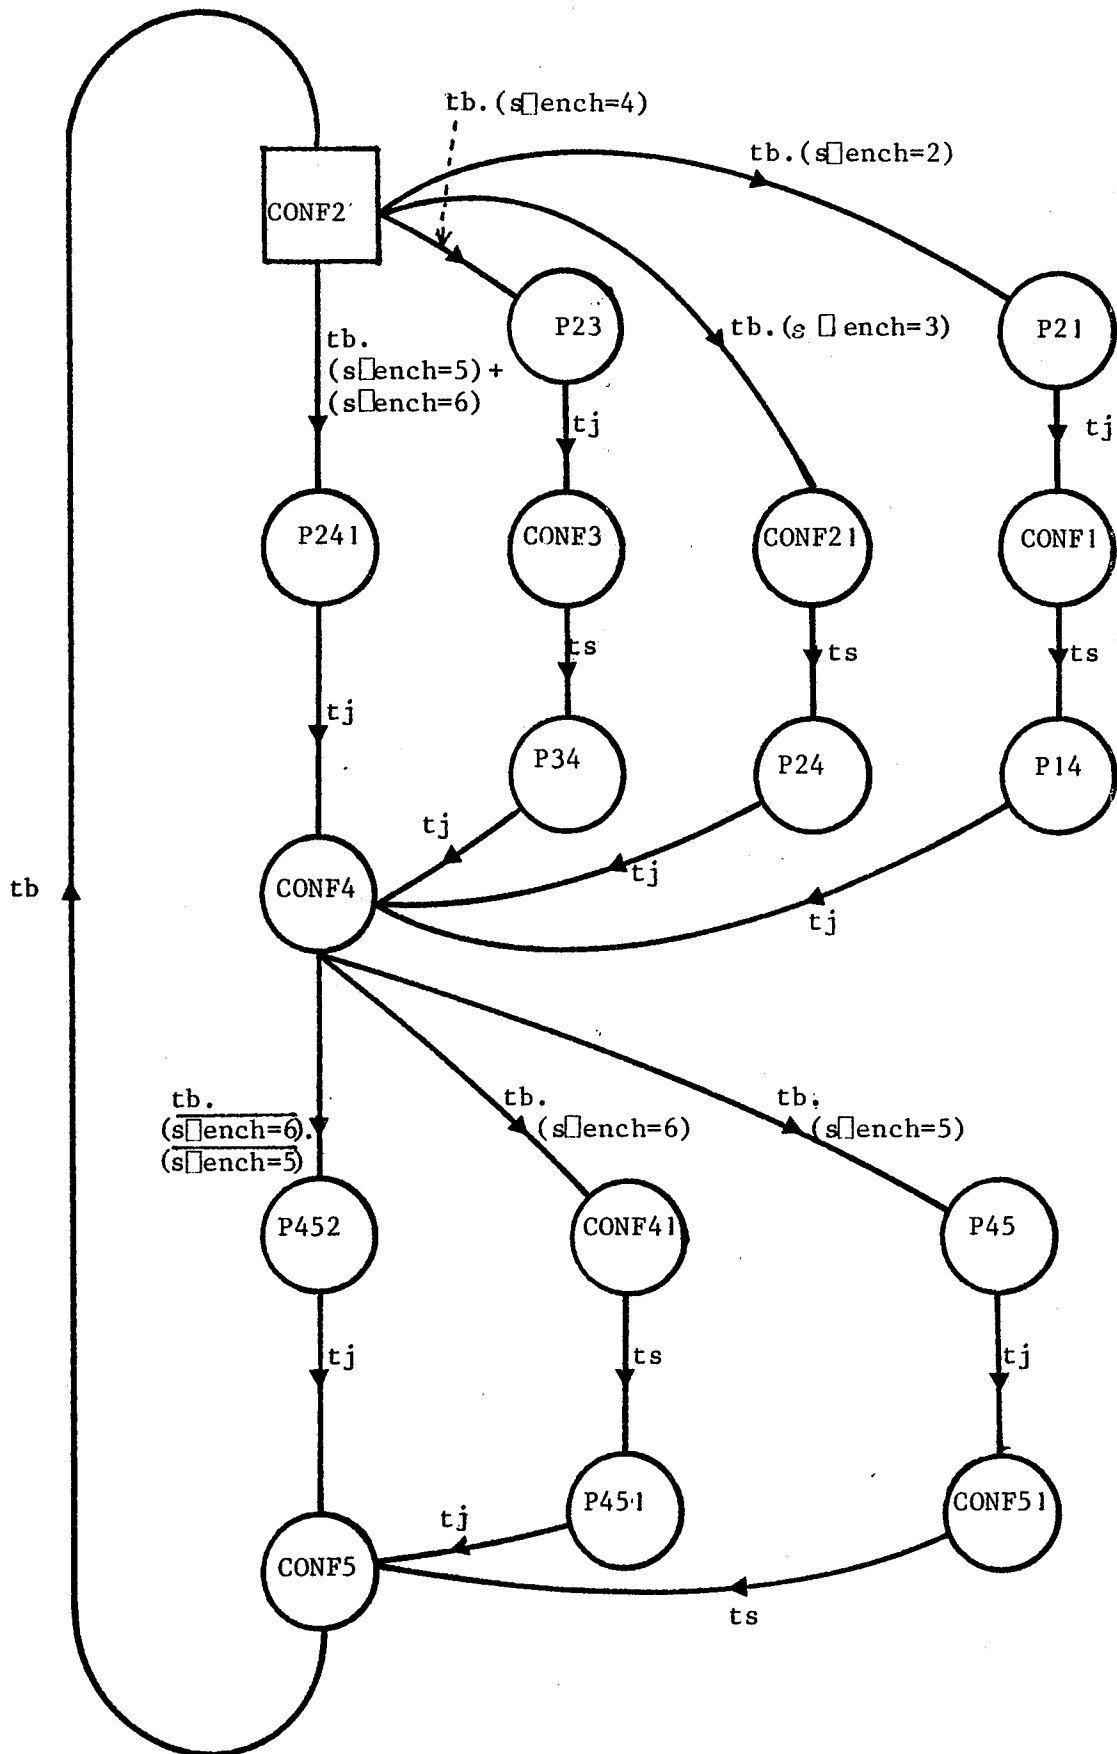 tb.(s□ench=4)
tb.(s□ench=2)
CONF2
tb.
(s□ench=5)+
(s□ench=6)
P23
tb.(s □ ench=3)
P21
tj
tj
P241
CONF3
CONF21
CONF1
ts
ts
ts
tj
P34
P24
P14
tj
tj
tj
CONF4
tb
tb.
(s□ench=6).
(s□ench=5)
tb.
(s□ench=6)
tb.
(s□ench=5)
P452
CONF41
P45
tj
ts
tj
P451
CONF51
tj
CONF5
ts